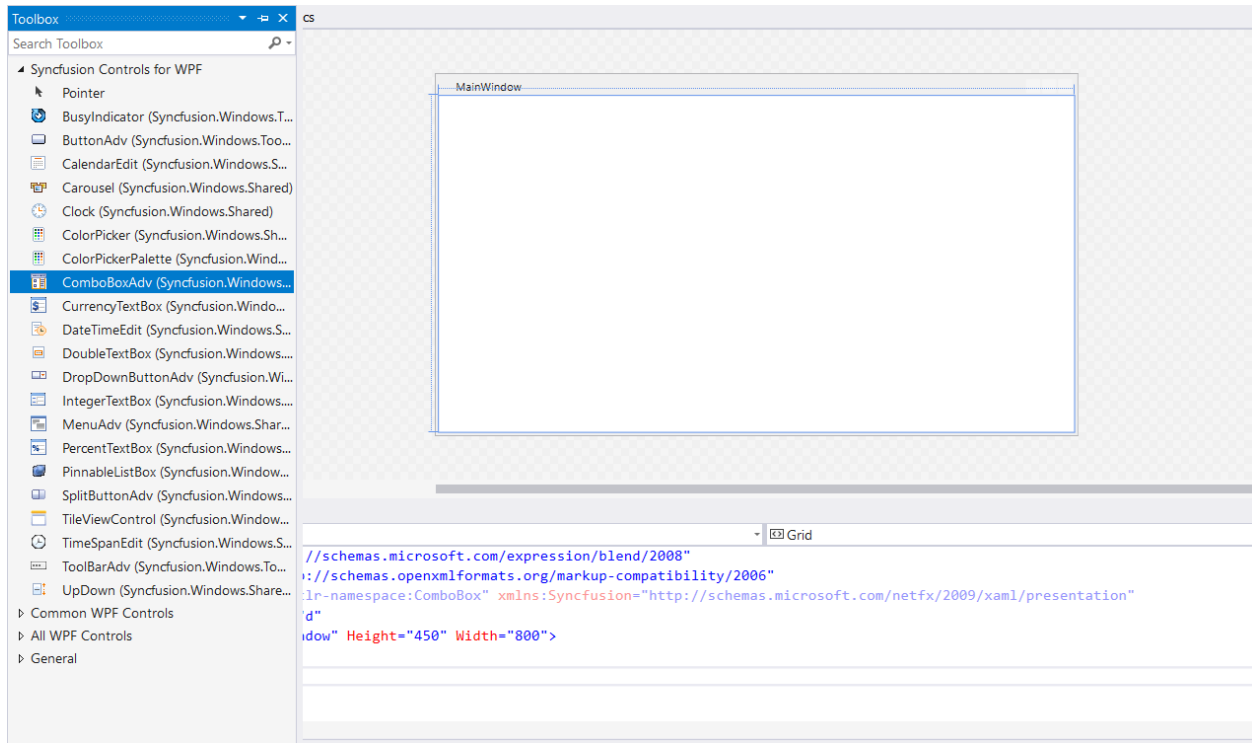 Toolbox
cs
Search Toolbox
Syncfusion Controls for WPF
Pointer
BusyIndicator (Syncfusion.Windows.T...
ButtonAdv (Syncfusion.Windows.Too...
CalendarEdit (Syncfusion.Windows.S...
Carousel (Syncfusion.Windows.Shared)
Clock (Syncfusion.Windows.Shared)
ColorPicker (Syncfusion.Windows.Sh...
ColorPickerPalette (Syncfusion.Wind...
ComboBoxAdv (Syncfusion.Windows...
CurrencyTextBox (Syncfusion.Windo...
DateTimeEdit (Syncfusion.Windows.S...
DoubleTextBox (Syncfusion.Windows....
DropDownButtonAdv (Syncfusion.Wi...
IntegerTextBox (Syncfusion.Windows....
MenuAdv (Syncfusion.Windows.Shar...
PercentTextBox (Syncfusion.Windows...
PinnableListBox (Syncfusion.Window...
SplitButtonAdv (Syncfusion.Windows...
TileViewControl (Syncfusion.Window...
TimeSpanEdit (Syncfusion.Windows.S...
ToolBarAdv (Syncfusion.Windows.To...
UpDown (Syncfusion.Windows.Share...
Common WPF Controls
All WPF Controls
General
MainWindow
Grid
//schemas.microsoft.com/expression/blend/2008"
://schemas.openxmlformats.org/markup-compatibility/2006"
clr-namespace:ComboBox" xmlns:Syncfusion="http://schemas.microsoft.com/netfx/2009/xaml/presentation"
d"
ndow" Height="450" Width="800">